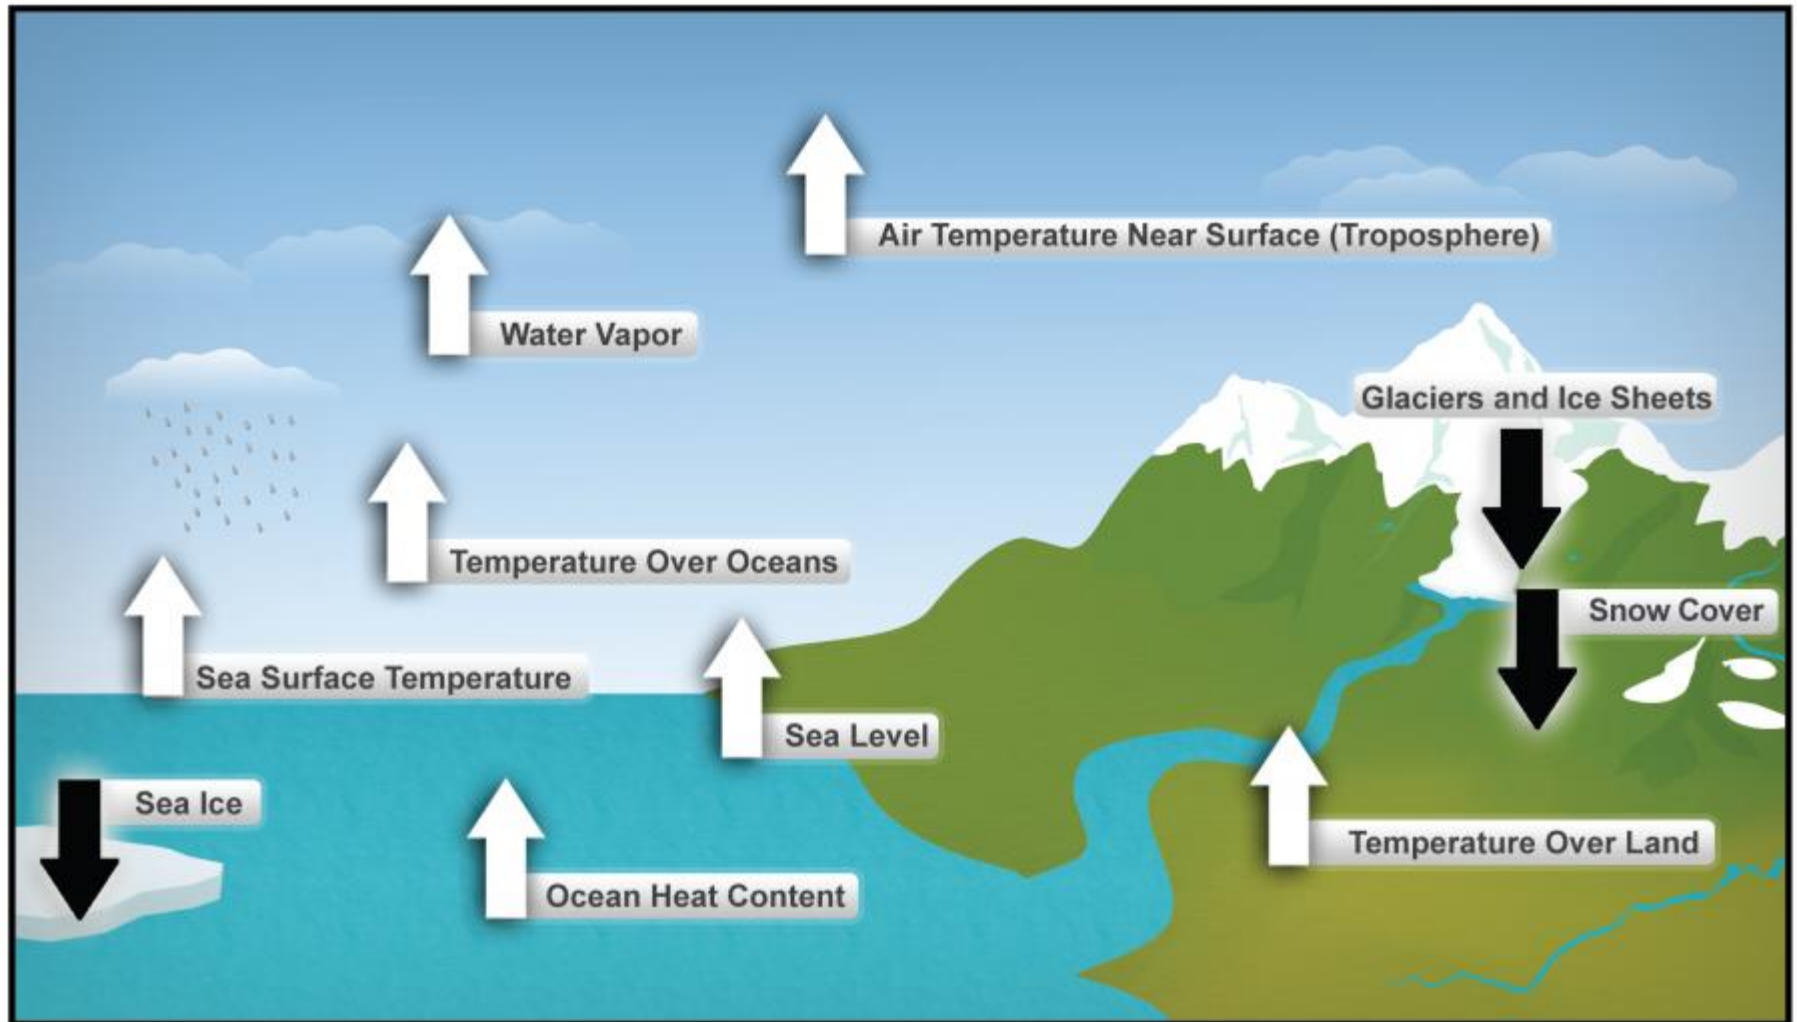 Air Temperature Near Surface (Troposphere)
Water Vapor
Glaciers and Ice Sheets
Temperature Over Oceans
Snow Cover
Sea Surface Temperature
Sea Level
Sea Ice
Temperature Over Land
Ocean Heat Content